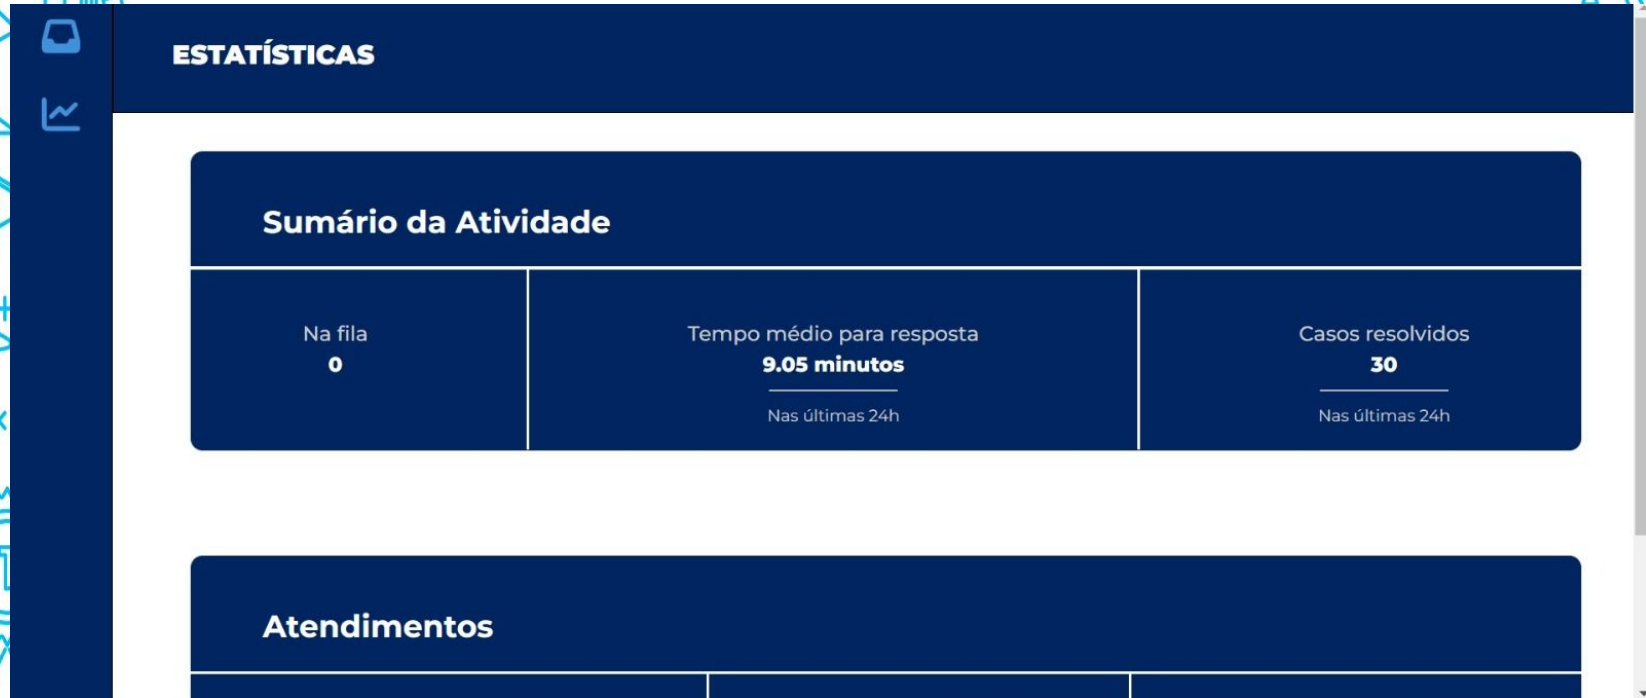 ESTATÍSTICAS
Sumário da Atividade
Na fila
0
Tempo médio para resposta
9.05 minutos
Nas últimas 24h
Casos resolvidos
30
Nas últimas 24h
Atendimentos